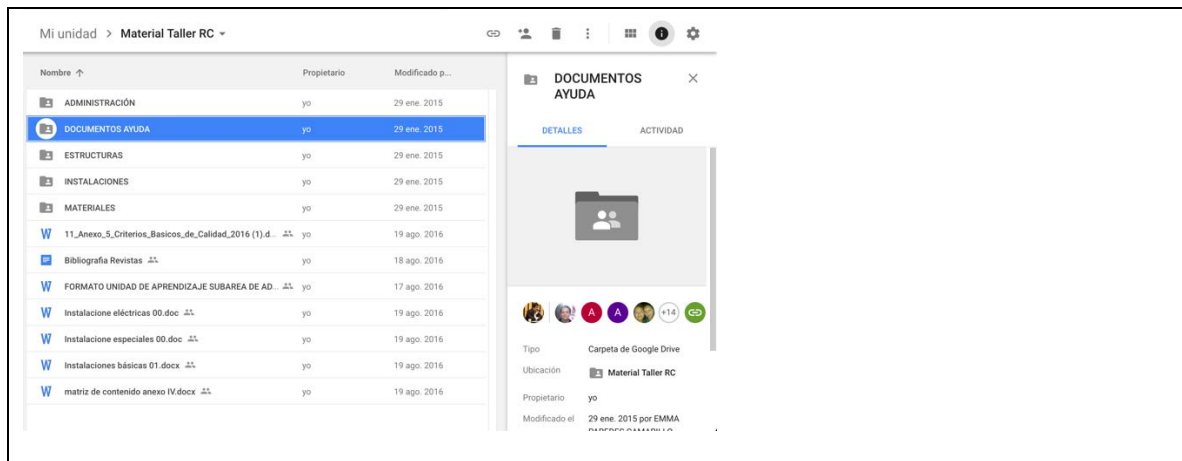 Mi unidad > Material Taller RC
Nombre ↑ Propietario Modificado p...
ADMINISTRACIÓN yo 29 ene. 2015
DOCUMENTOS AYUDA yo 29 ene. 2015
ESTRUCTURAS yo 29 ene. 2015
INSTALACIONES yo 29 ene. 2015
MATERIALES yo 29 ene. 2015
W 11_Anexo_5_Criterios_Basicos_de_Calidad_2016 (1).d... yo 19 ago. 2016
Bibliografia Revistas yo 18 ago. 2016
W FORMATO UNIDAD DE APRENDIZAJE SUBAREA DE AD... yo 17 ago. 2016
W Instalacione eléctricas 00.doc yo 19 ago. 2016
W Instalacione especiales 00.doc yo 19 ago. 2016
W Instalaciones básicas 01.docx yo 19 ago. 2016
W matriz de contenido anexo IV.docx yo 19 ago. 2016
DOCUMENTOS
AYUDA
DETALLES ACTIVIDAD
A A +14
Tipo Carpeta de Google Drive
Ubicación Material Taller RC
Propietario yo
Modificado el 29 ene. 2015 por EMMA